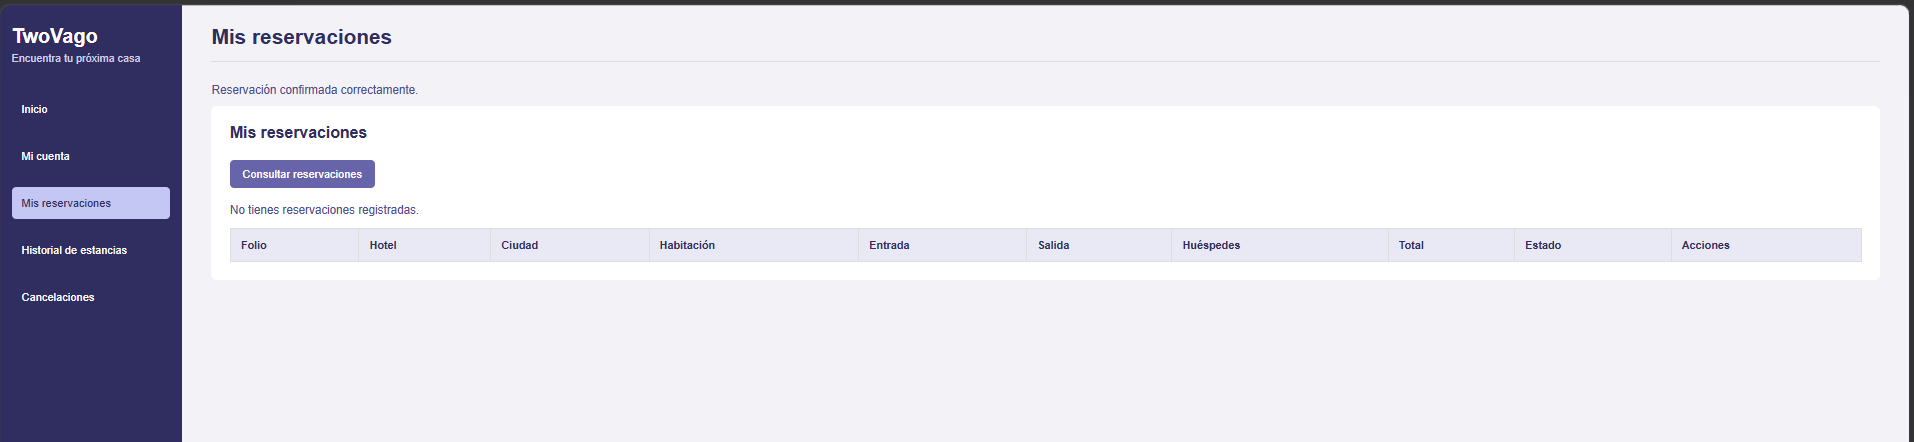 TwoVago
Encuentra tu próxima casa
Inicio
Mi cuenta
Mis reservaciones
Historial de estancias
Cancelaciones
Mis reservaciones
Reservación confirmada correctamente.
Mis reservaciones
Consultar reservaciones
No tienes reservaciones registradas.
Folio Hotel Ciudad Habitación Entrada Salida Huéspedes Total Estado Acciones